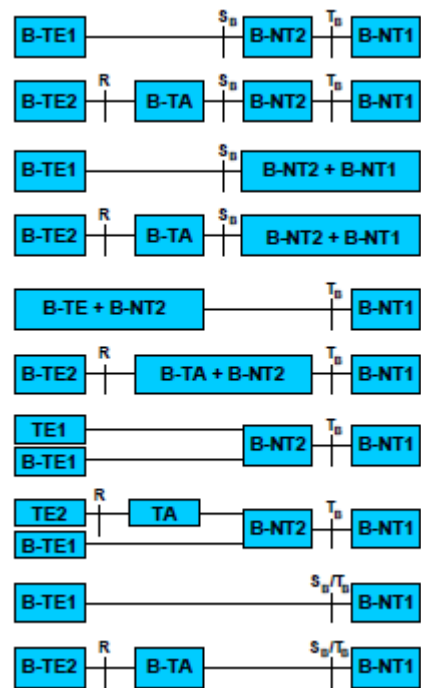 S_B T_B
B-TE1 B-NT2 B-NT1
R S_B T_B
B-TE2 B-TA B-NT2 B-NT1
S_B
B-TE1 B-NT2 + B-NT1
R S_B
B-TE2 B-TA B-NT2 + B-NT1
T_B
B-TE + B-NT2 B-NT1
R T_B
B-TE2 B-TA + B-NT2 B-NT1
TE1 T_B
B-NT2 B-NT1
B-TE1
R
TE2 TA T_B
B-NT2 B-NT1
B-TE1
S_B/T_B
B-TE1 B-NT1
R S_B/T_B
B-TE2 B-TA B-NT1